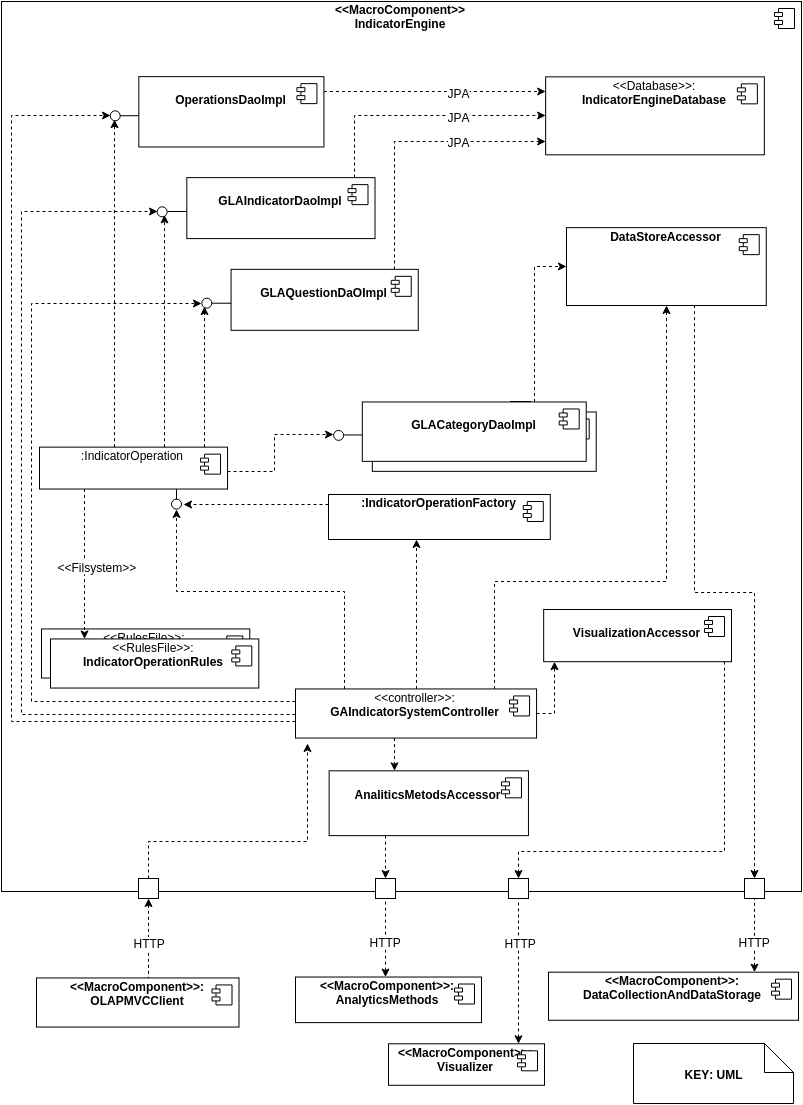 <<MacroComponent>>
IndicatorEngine
OperationsDaoImpl
JPA
<<Database>>:
IndicatorEngineDatabase
JPA
JPA
GLAIndicatorDaoImpl
DataStoreAccessor
GLAQuestionDaOImpl
GLACategoryDaoImpl
:IndicatorOperation
:IndicatorOperationFactory
<<Filsystem>>
<<RulesFile>>:
<<RulesFile>>:
IndicatorOperationRules
VisualizationAccessor
<<controller>>:
GAIndicatorSystemController
AnaliticsMetodsAccessor
HTTP
HTTP
HTTP
HTTP
<<MacroComponent>>:
OLAPMVCClient
<<MacroComponent>>:
AnalyticsMethods
<<MacroComponent>>:
DataCollectionAndDataStorage
<<MacroComponent>:
Visualizer
KEY: UML